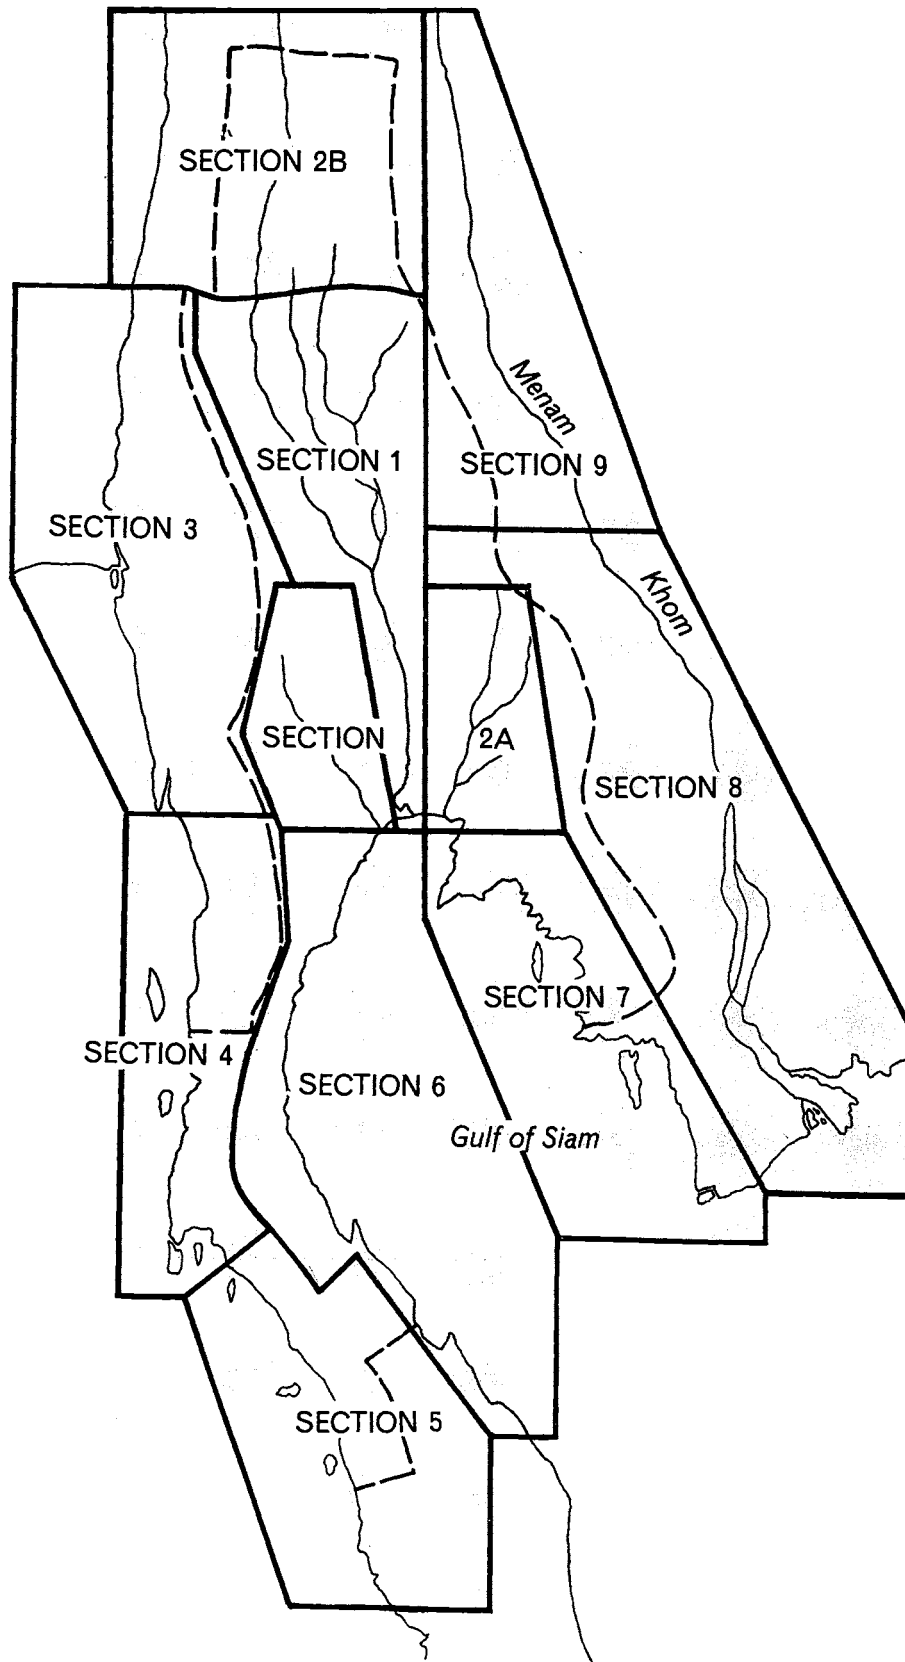 SECTION 2B
Menam
SECTION 1
SECTION 9
SECTION 3
Khom
SECTION 2A
SECTION 8
SECTION 7
SECTION 4
SECTION 6
Gulf of Siam
SECTION 5